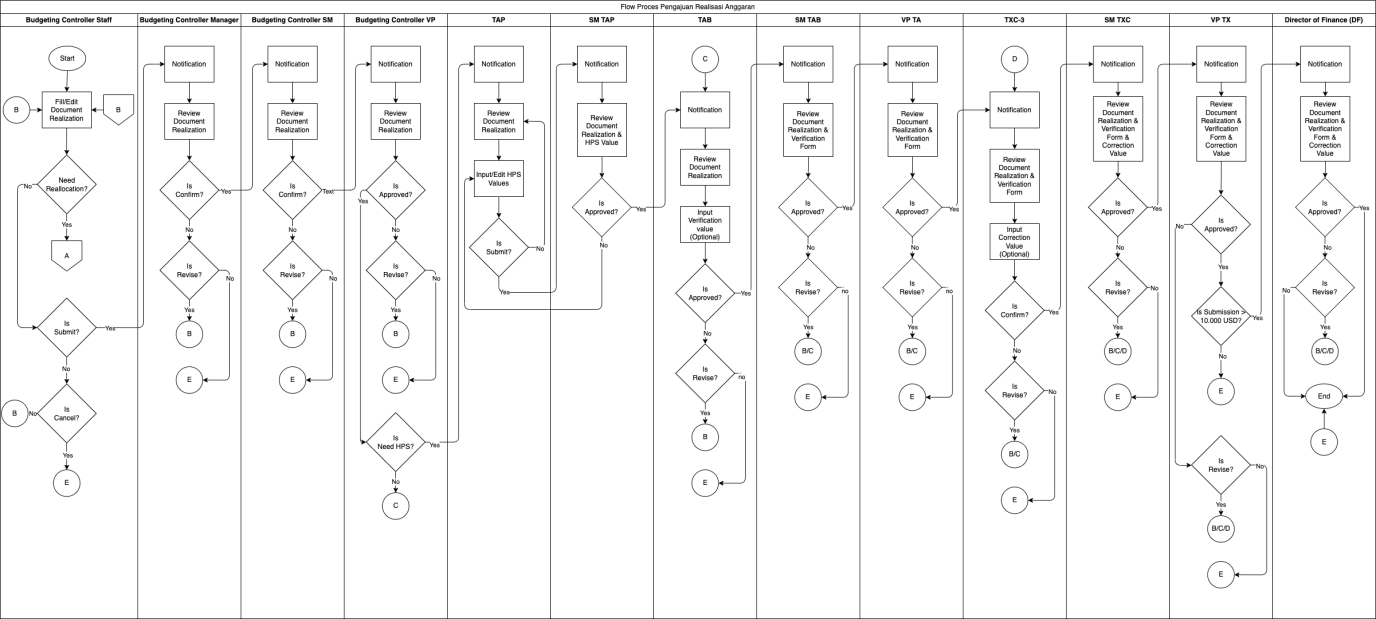 Flow Proces Pengajuan Realisasi Anggaran
Budgeting Controller Staff
Start
Fill/Edit
Document
Realization
B
B
Need
Reallocation?
No
Yes
A
Is
Submit?
Yes
No
Is
Cancel?
B
No
Yes
E
Budgeting Controller Manager
Notification
Review
Document
Realization
Is
Confirm?
Yes
No
Is
Revise?
No
Yes
B
E
Budgeting Controller SM
Notification
Review
Document
Realization
Is
Confirm?
Text
No
Is
Revise?
No
Yes
B
E
Budgeting Controller VP
Notification
Review
Document
Realization
Is
Approved?
Yes
No
Is
Revise?
No
Yes
B
E
Is
Need HPS?
Yes
No
C
TAP
Notification
Review
Document
Realization
Input/Edit HPS
Values
Is
Submit?
No
Yes
SM TAP
Notification
Review
Document
Realization &
HPS Value
Is
Approved?
Yes
No
TAB
C
Notification
Review
Document
Realization
Input
Verification
value
(Optional)
Is
Approved?
Yes
No
Is
Revise?
no
Yes
B
E
SM TAB
Notification
Review
Document
Realization &
Verification
Form
Is
Approved?
Yes
No
Is
Revise?
no
Yes
B/C
E
VP TA
Notification
Review
Document
Realization &
Verification
Form
Is
Approved?
Yes
No
Is
Revise?
no
Yes
B/C
E
TXC-3
D
Notification
Review
Document
Realization &
Verification
Form
Input
Correction
Value
(Optional)
Is
Confirm?
Yes
No
Is
Revise?
No
Yes
B/C
E
SM TXC
Notification
Review
Document
Realization &
Verification
Form &
Correction
Value
Is
Approved?
Yes
No
Is
Revise?
No
Yes
B/C/D
E
VP TX
Notification
Review
Document
Realization &
Verification
Form &
Correction
Value
Is
Approved?
No
Yes
Is Submission >
10.000 USD?
Yes
No
E
Is
Revise?
No
Yes
B/C/D
E
Director of Finance (DF)
Notification
Review
Document
Realization &
Verification
Form &
Correction
Value
Is
Approved?
Yes
No
Is
Revise?
No
Yes
B/C/D
End
E